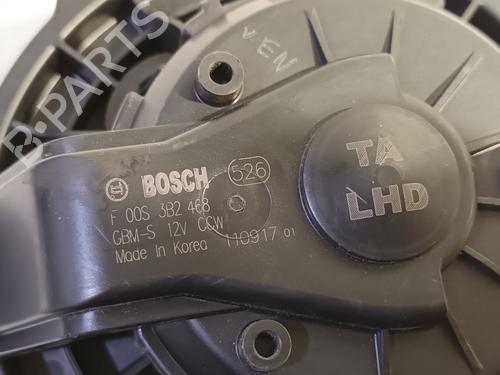 VEN
B-PARTS
BOSCH 526
F 00S 3B2 468
GBM-S 12V CCW
Made In Korea 110917 01
TA
LHD